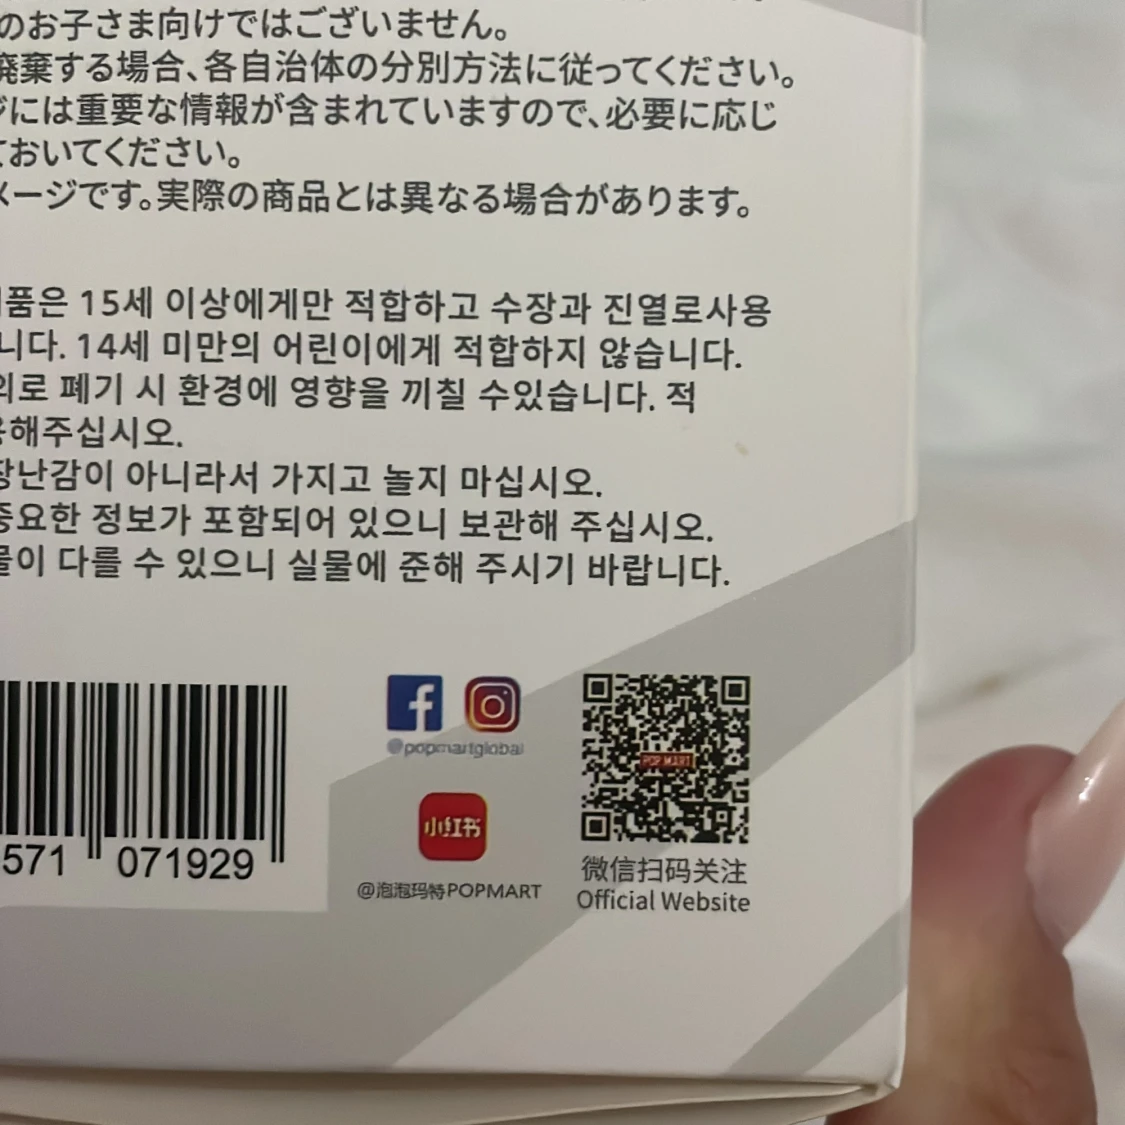 のお子さま向けではございません。
廃棄する場合、各自治体の分別方法に従ってください。
には重要な情報が含まれていますので、必要に応じ
ておいてください。
メージです。実際の商品とは異なる場合があります。
품은 15세 이상에게만 적합하고 수장과 진열로사용
니다. 14세 미만의 어린이에게 적합하지 않습니다.
외로 폐기 시 환경에 영향을 끼칠 수있습니다. 적
용해주십시오.
장난감이 아니라서 가지고 놀지 마십시오.
중요한 정보가 포함되어 있으니 보관해 주십시오.
물이 다를 수 있으니 실물에 준해 주시기 바랍니다.
571 071929
@popmartglobal
小红书
@泡泡玛特POPMART
POP MART
微信扫码关注
Official Website